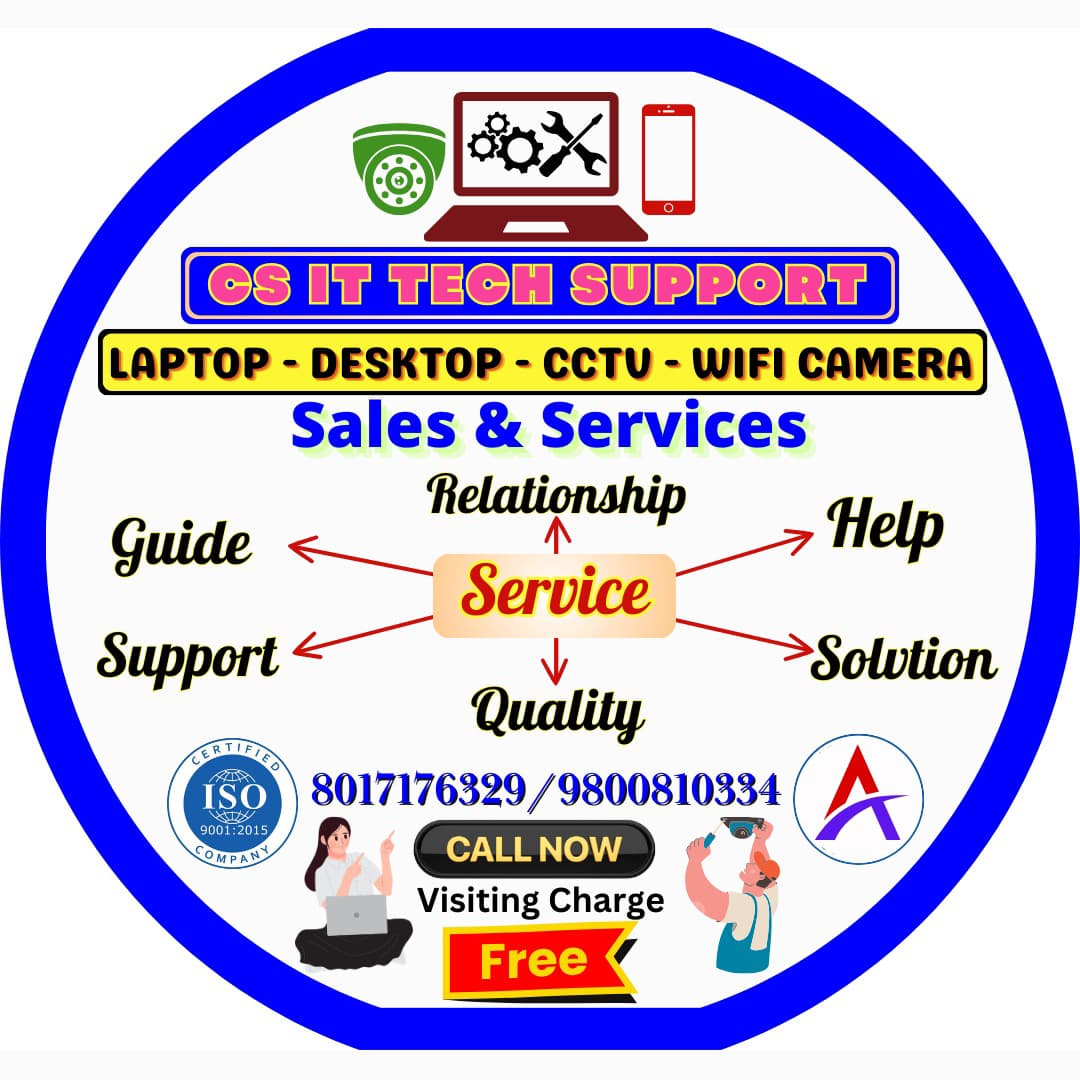 CS IT TECH SUPPORT
LAPTOP - DESKTOP - CCTV - WIFI CAMERA
Sales & Services
Relationship
Guide
Help
Service
Support
Solvtion
Quality
CERTIFIED
ISO
9001:2015
COMPANY
8017176329/9800810334
CALL NOW
Visiting Charge
Free